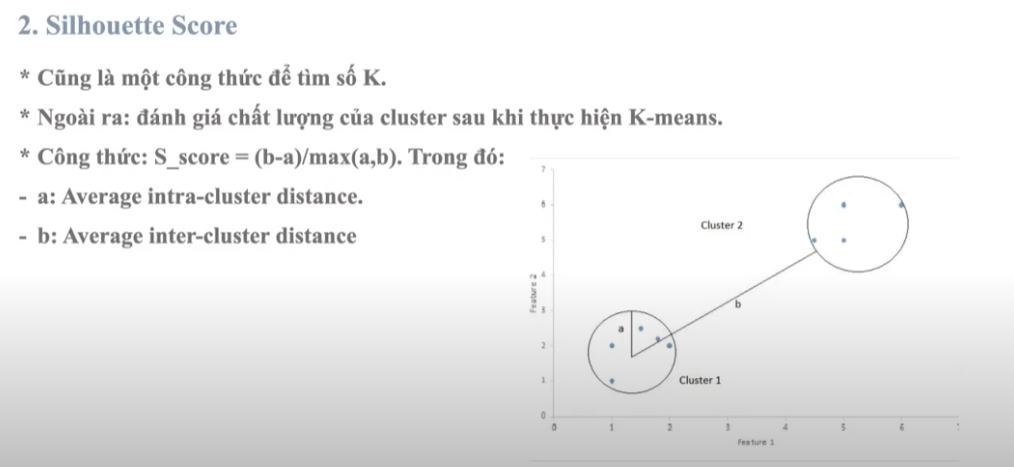 2. Silhouette Score
* Cũng là một công thức để tìm số K.
* Ngoài ra: đánh giá chất lượng của cluster sau khi thực hiện K-means.
* Công thức: S_score = (b-a)/max(a,b). Trong đó:
- a: Average intra-cluster distance.
- b: Average inter-cluster distance
7
6
5
4
3
2
1
0
Feature 2
Cluster 2
b
a
Cluster 1
0 1 2 3 4 5 6
Feature 1